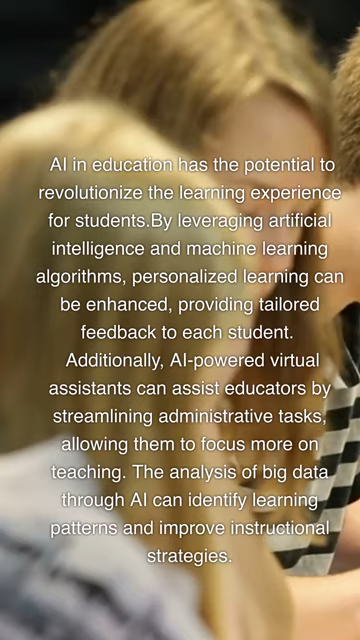 AI in education has the potential to
revolutionize the learning experience
for students.By leveraging artificial
intelligence and machine learning
algorithms, personalized learning can
be enhanced, providing tailored
feedback to each student.
Additionally, AI-powered virtual
assistants can assist educators by
streamlining administrative tasks,
allowing them to focus more on
teaching. The analysis of big data
through AI can identify learning
patterns and improve instructional
strategies.